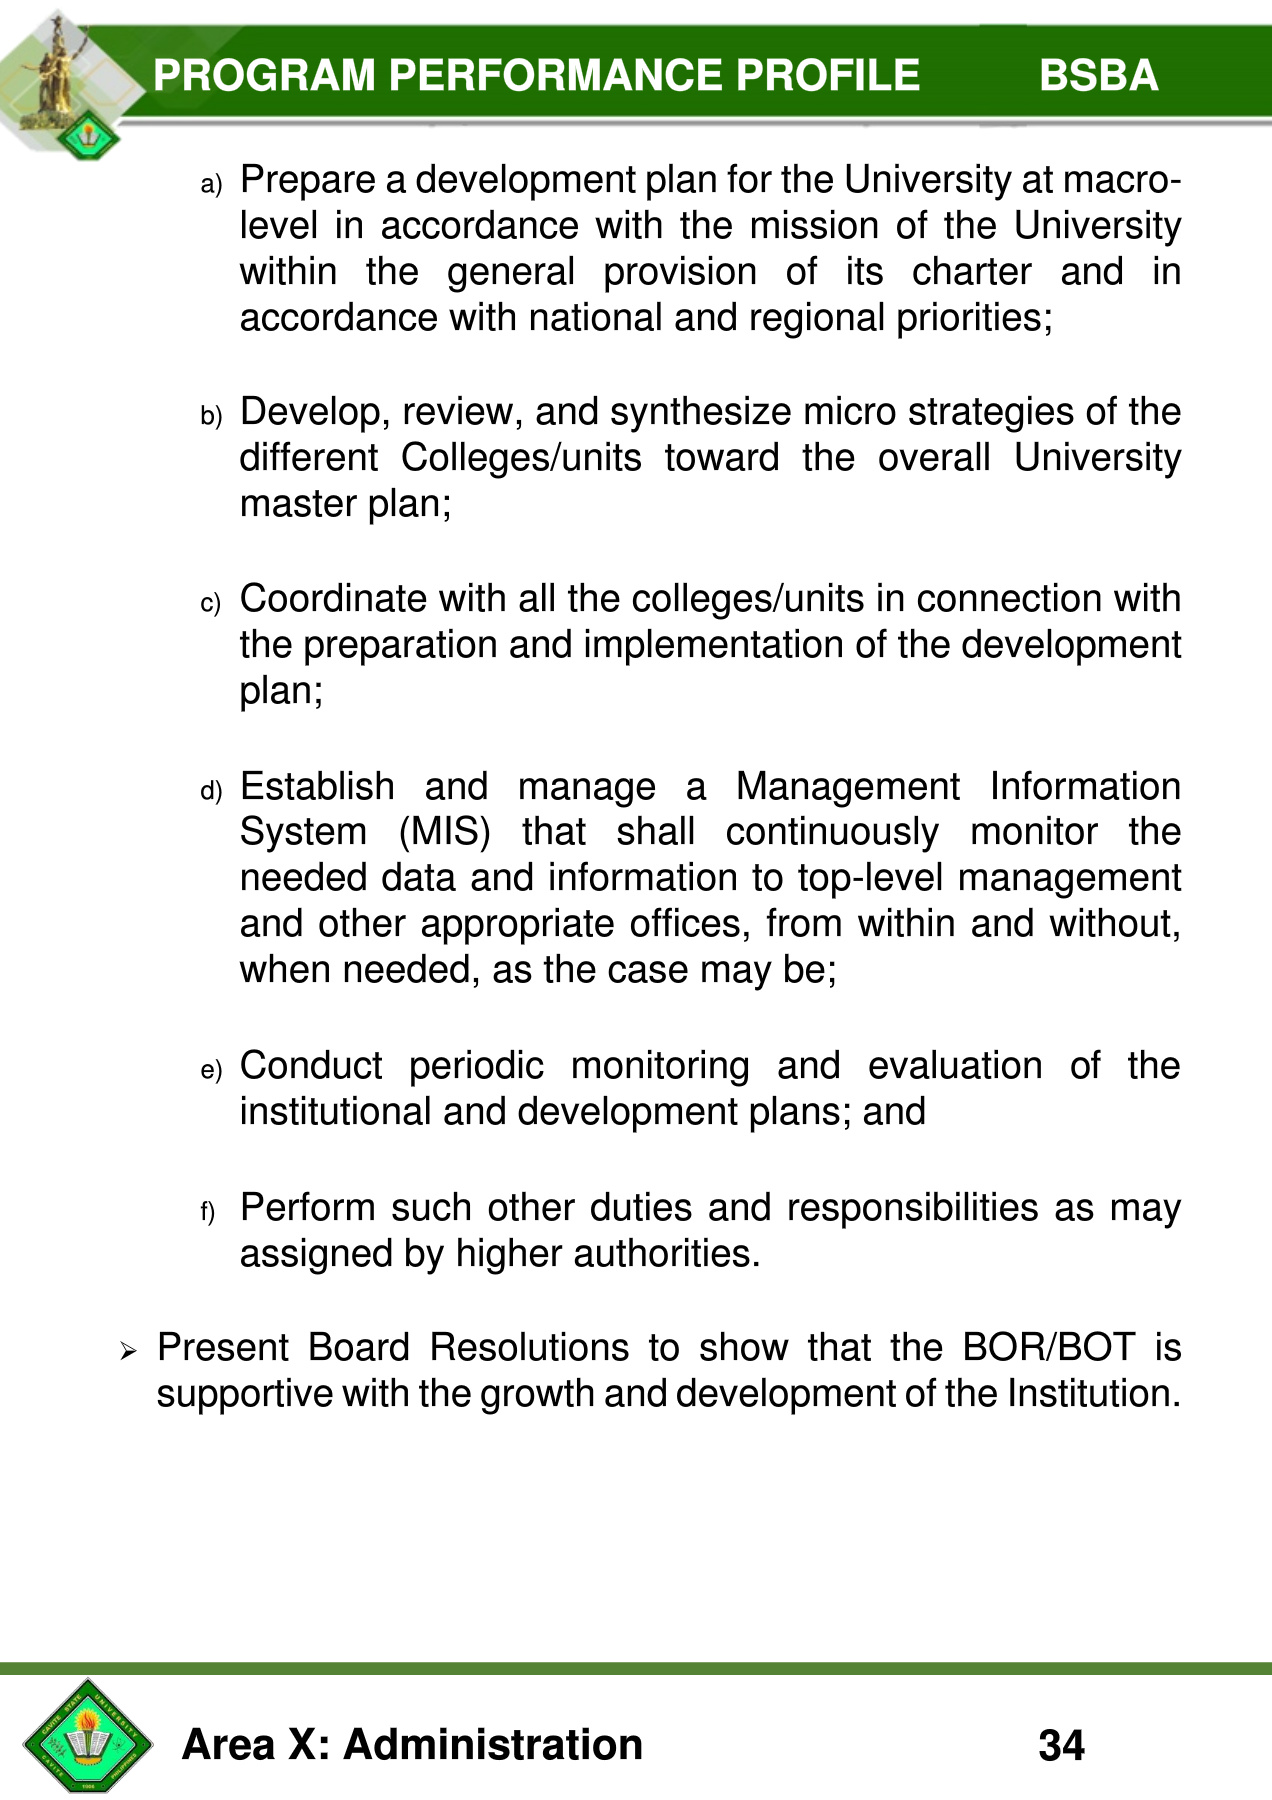 PROGRAM PERFORMANCE PROFILE BSBA
a) Prepare a development plan for the University at macro-
level in accordance with the mission of the University
within the general provision of its charter and in
accordance with national and regional priorities;
b) Develop, review, and synthesize micro strategies of the
different Colleges/units toward the overall University
master plan;
c) Coordinate with all the colleges/units in connection with
the preparation and implementation of the development
plan;
d) Establish and manage a Management Information
System (MIS) that shall continuously monitor the
needed data and information to top-level management
and other appropriate offices, from within and without,
when needed, as the case may be;
e) Conduct periodic monitoring and evaluation of the
institutional and development plans; and
f) Perform such other duties and responsibilities as may
assigned by higher authorities.
➢ Present Board Resolutions to show that the BOR/BOT is
supportive with the growth and development of the Institution.
CAVITE STATE UNIVERSITY
CAVITE PHILIPPINES
1906
Area X: Administration 34